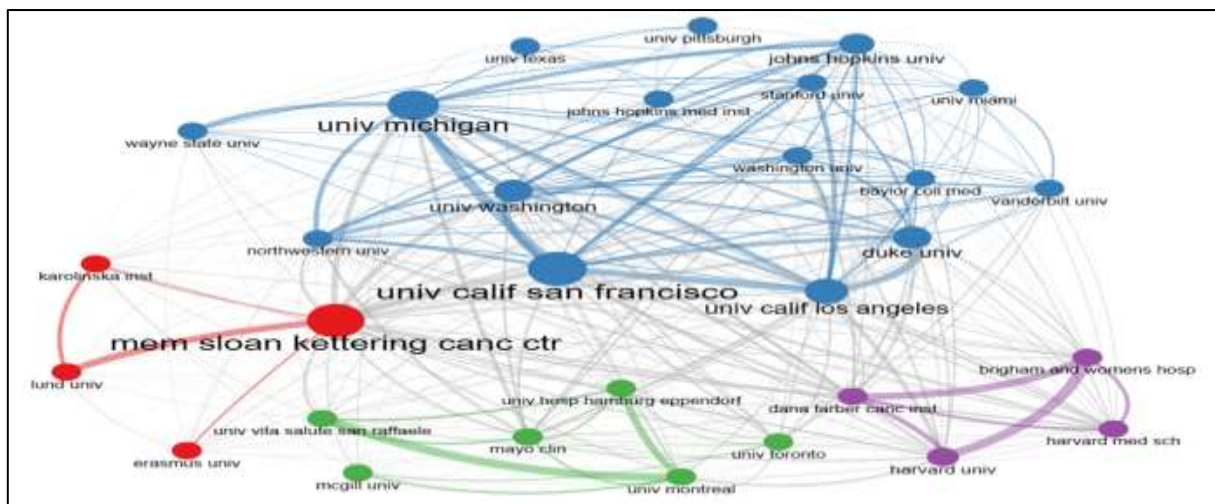 univ pittsburgh
univ texas
johns hopkins univ
stanford univ
univ miami
johns hopkins med inst
univ michigan
wayne state univ
washington univ
baylor coll med
vanderbilt univ
univ washington
northwestern univ
duke univ
karolinska inst
univ calif san francisco
univ calif los angeles
mem sloan kettering canc ctr
brigham and womens hosp
lund univ
univ hosp hamburg eppendorf
dana farber canc inst
univ vita salute san raffaele
harvard med sch
mayo clin
univ toronto
erasmus univ
harvard univ
mcgill univ
univ montreal